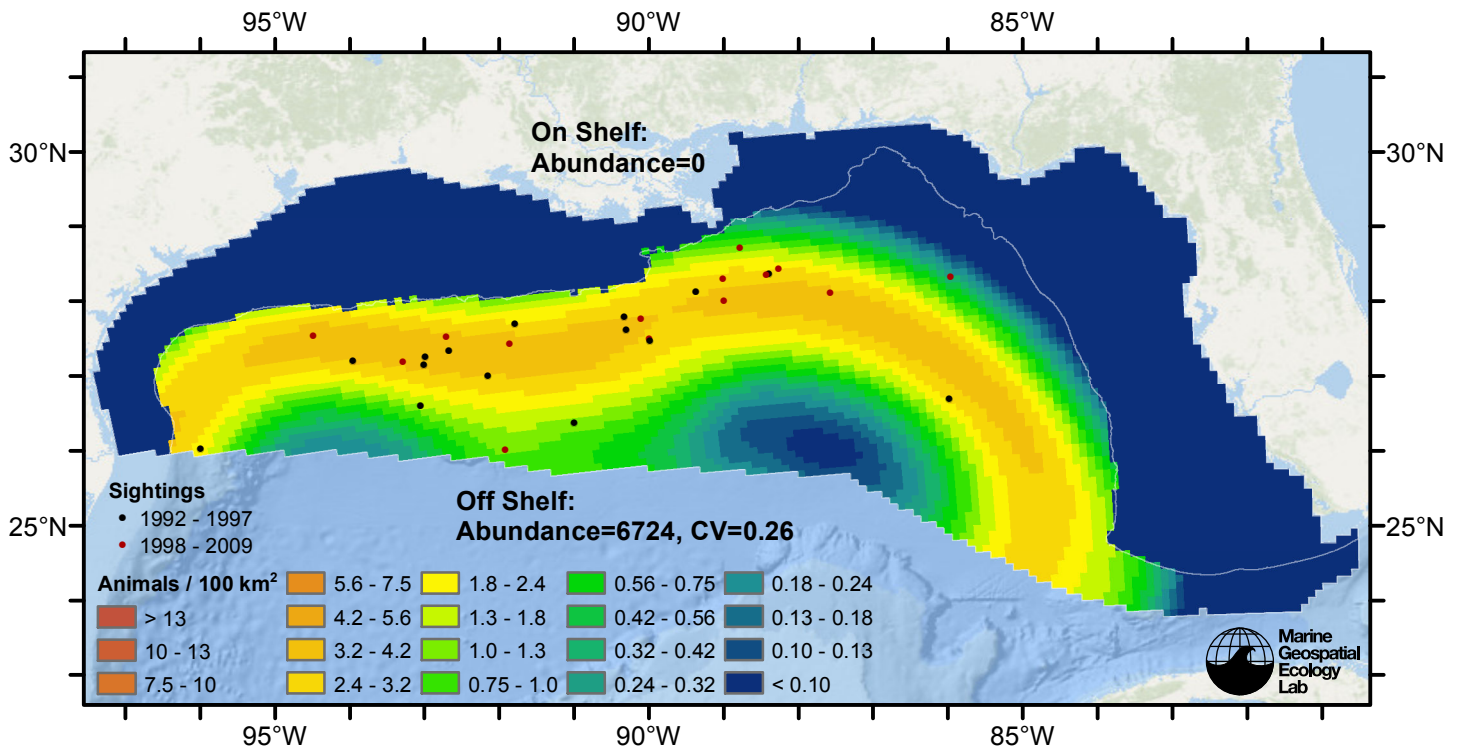 95°W 90°W 85°W
30°N 30°N
On Shelf:
Abundance=0
25°N 25°N
Sightings
1992 - 1997
1998 - 2009
Off Shelf:
Abundance=6724, CV=0.26
Animals / 100 km²
> 13
10 - 13
7.5 - 10
5.6 - 7.5
4.2 - 5.6
3.2 - 4.2
2.4 - 3.2
1.8 - 2.4
1.3 - 1.8
1.0 - 1.3
0.75 - 1.0
0.56 - 0.75
0.42 - 0.56
0.32 - 0.42
0.24 - 0.32
0.18 - 0.24
0.13 - 0.18
0.10 - 0.13
< 0.10
Marine
Geospatial
Ecology
Lab
95°W 90°W 85°W